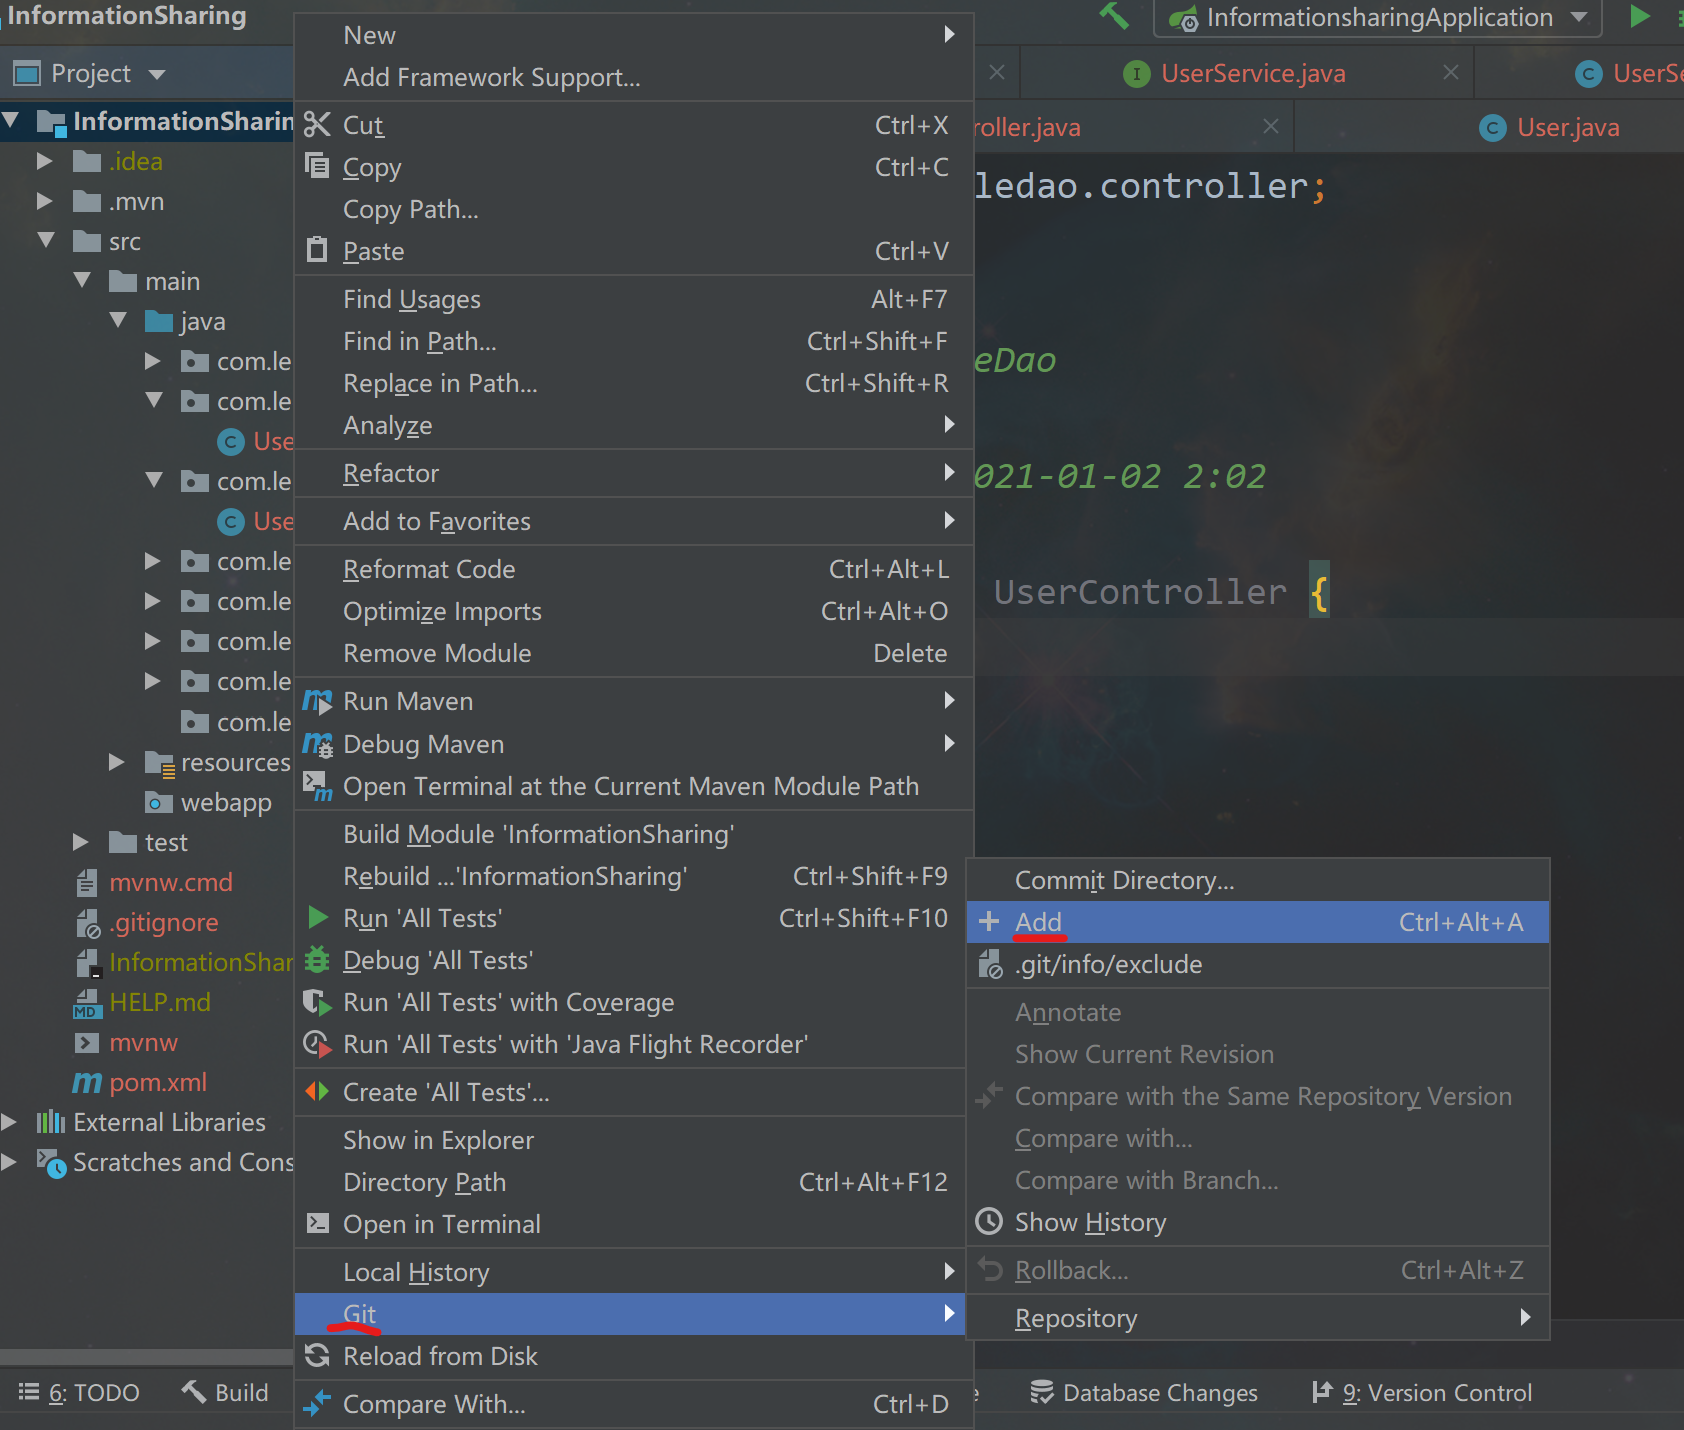 InformationSharing
InformationsharingApplication
Project
UserService.java
roller.java
User.java
InformationSharin
.idea
.mvn
src
main
java
com.le
com.le
Use
com.le
Use
com.le
com.le
com.le
com.le
com.le
resources
webapp
test
mvnw.cmd
.gitignore
InformationShar
HELP.md
mvnw
pom.xml
External Libraries
Scratches and Cons
New
Add Framework Support...
Cut Ctrl+X
Copy Ctrl+C
Copy Path...
Paste Ctrl+V
Find Usages Alt+F7
Find in Path... Ctrl+Shift+F
Replace in Path... Ctrl+Shift+R
Analyze
Refactor
Add to Favorites
Reformat Code Ctrl+Alt+L
Optimize Imports Ctrl+Alt+O
Remove Module Delete
Run Maven
Debug Maven
Open Terminal at the Current Maven Module Path
Build Module 'InformationSharing'
Rebuild ...'InformationSharing' Ctrl+Shift+F9
Run 'All Tests' Ctrl+Shift+F10
Debug 'All Tests'
Run 'All Tests' with Coverage
Run 'All Tests' with 'Java Flight Recorder'
Create 'All Tests'...
Show in Explorer
Directory Path Ctrl+Alt+F12
Open in Terminal
Local History
Git
Reload from Disk
Compare With... Ctrl+D
ledao.controller;
eDao
021-01-02 2:02
UserController {
Commit Directory...
Add Ctrl+Alt+A
.git/info/exclude
Annotate
Show Current Revision
Compare with the Same Repository Version
Compare with...
Compare with Branch...
Show History
Rollback... Ctrl+Alt+Z
Repository
6: TODO Build Database Changes 9: Version Control